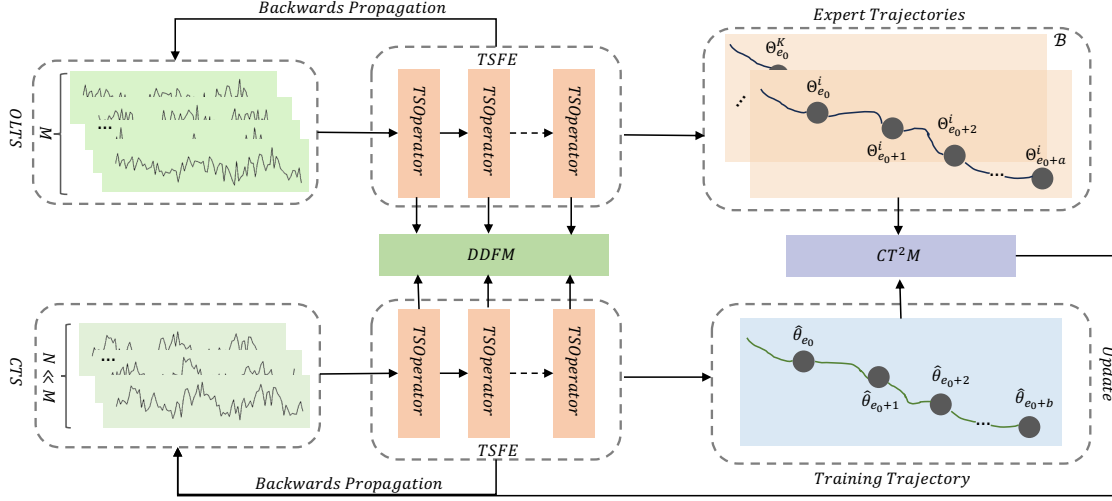 Backwards Propagation
Expert Trajectories
TSFE
ℬ
OLTS
M
...
TSOperator
TSOperator
TSOperator
Θ^K_{e_0}
...
Θ^i_{e_0}
Θ^i_{e_0+1}
Θ^i_{e_0+2}
...
Θ^i_{e_0+a}
DDFM
CT²M
CTS
N ≪ M
...
TSOperator
TSOperator
TSOperator
θ̂_{e_0}
θ̂_{e_0+1}
θ̂_{e_0+2}
...
θ̂_{e_0+b}
Update
TSFE
Backwards Propagation
Training Trajectory